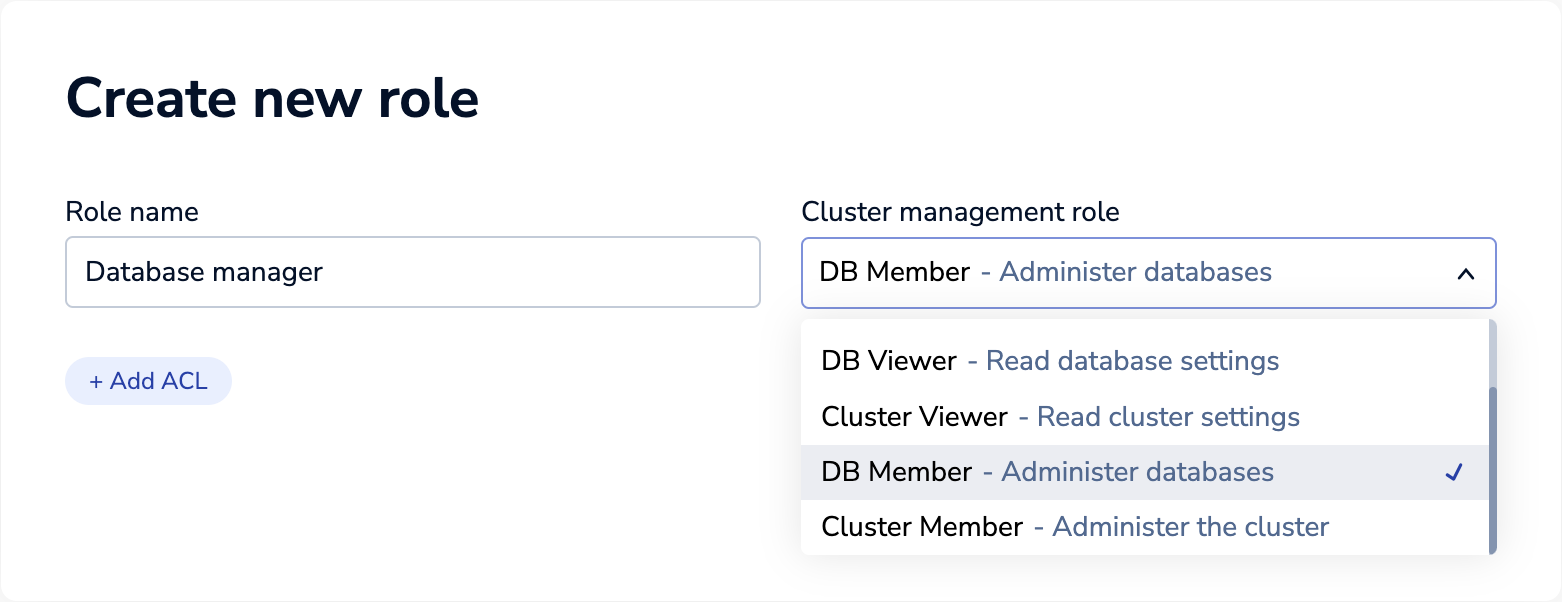 Create new role
Role name
Cluster management role
Database manager
DB Member - Administer databases
DB Viewer - Read database settings
+ Add ACL
Cluster Viewer - Read cluster settings
DB Member - Administer databases
Cluster Member - Administer the cluster